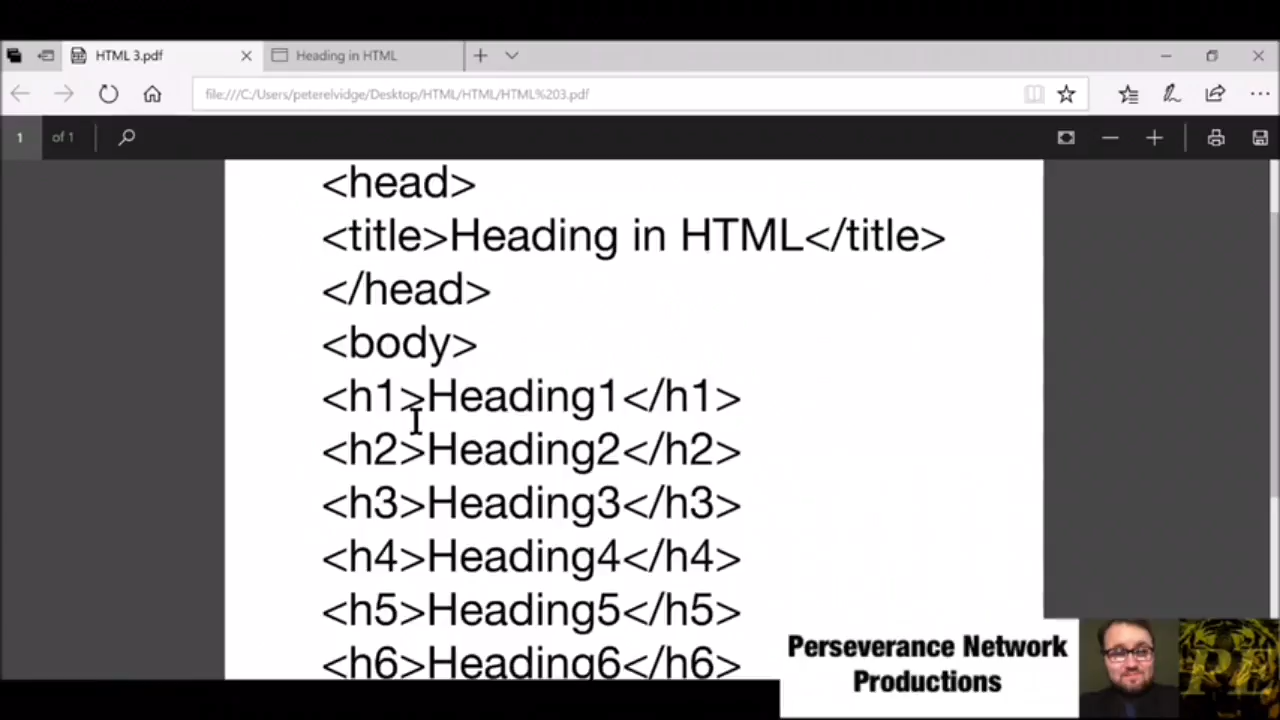 HTML 3.pdf
Heading in HTML
file:///C:/Users/peterelvidge/Desktop/HTML/HTML/HTML%203.pdf
1 of 1
<head>
<title>Heading in HTML</title>
</head>
<body>
<h1>Heading1</h1>
<h2>Heading2</h2>
<h3>Heading3</h3>
<h4>Heading4</h4>
<h5>Heading5</h5>
<h6>Heading6</h6>
Perseverance Network
Productions
PE